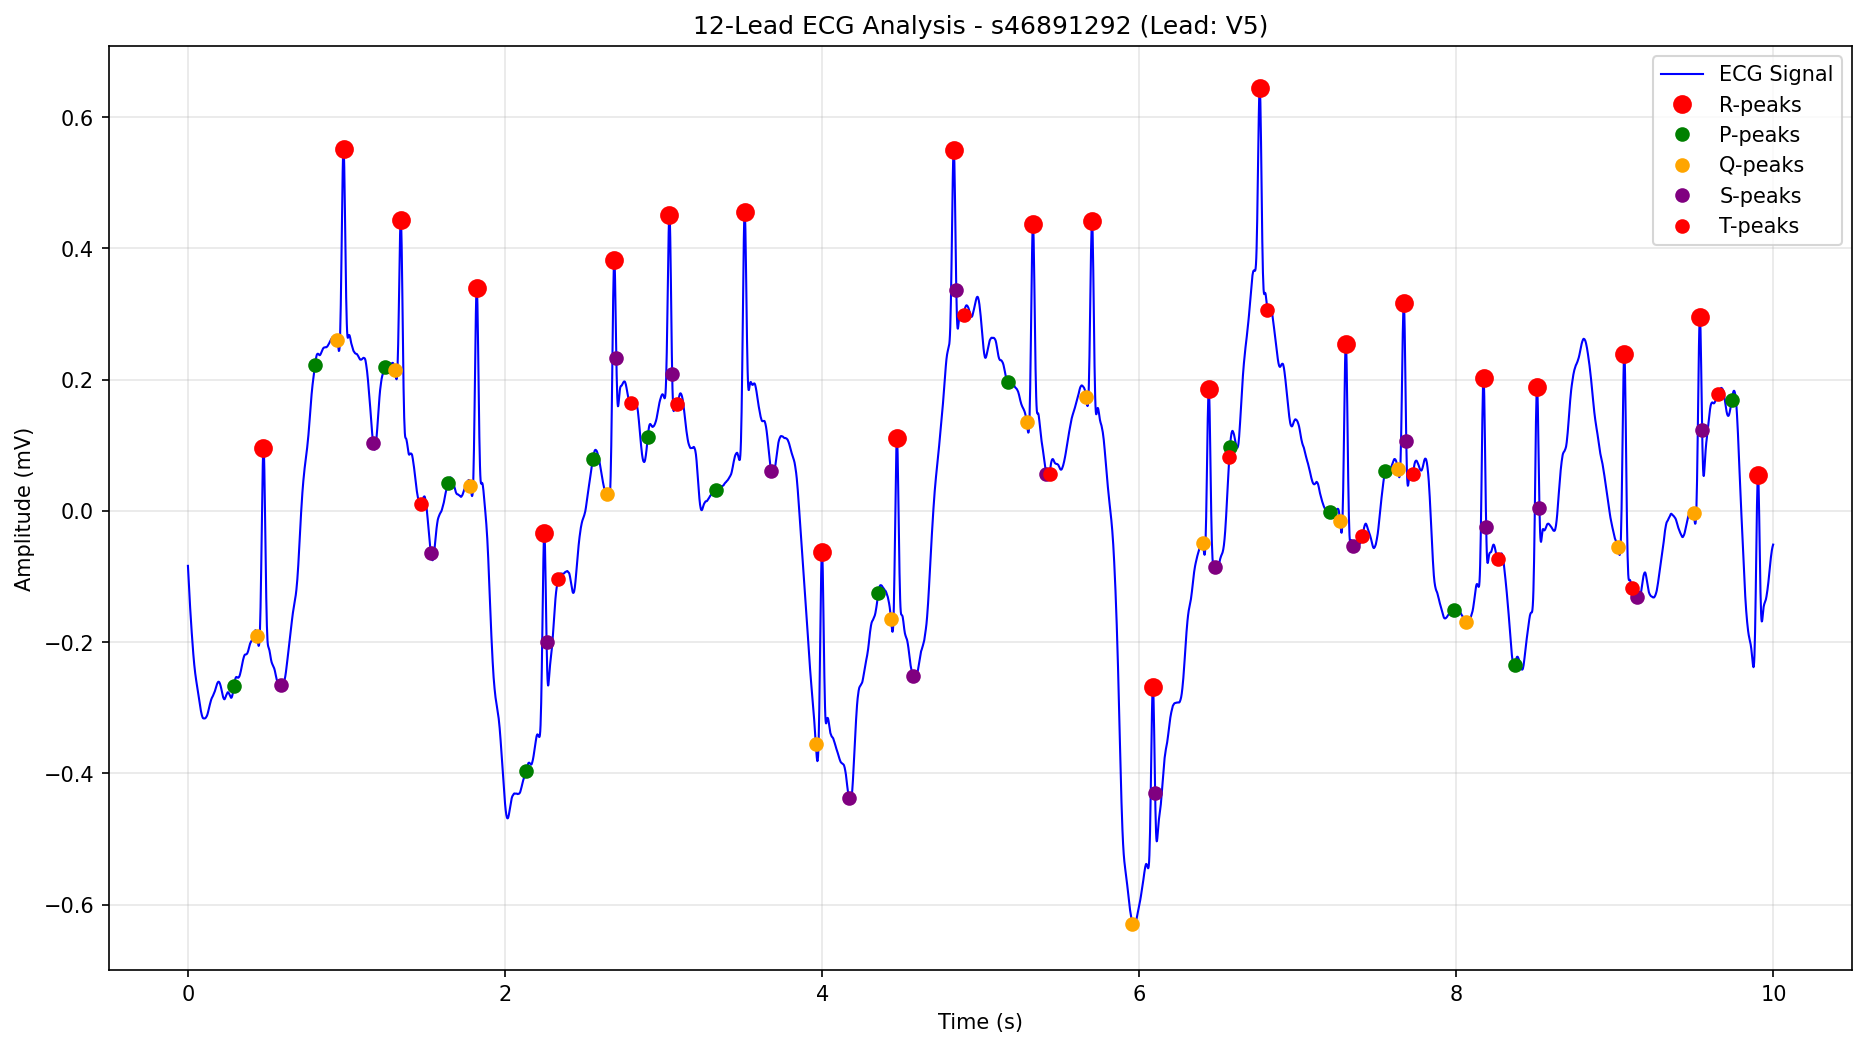 12-Lead ECG Analysis - s46891292 (Lead: V5)
ECG Signal
R-peaks
P-peaks
Q-peaks
S-peaks
T-peaks
Amplitude (mV)
0.6
0.4
0.2
0.0
−0.2
−0.4
−0.6
0 2 4 6 8 10
Time (s)